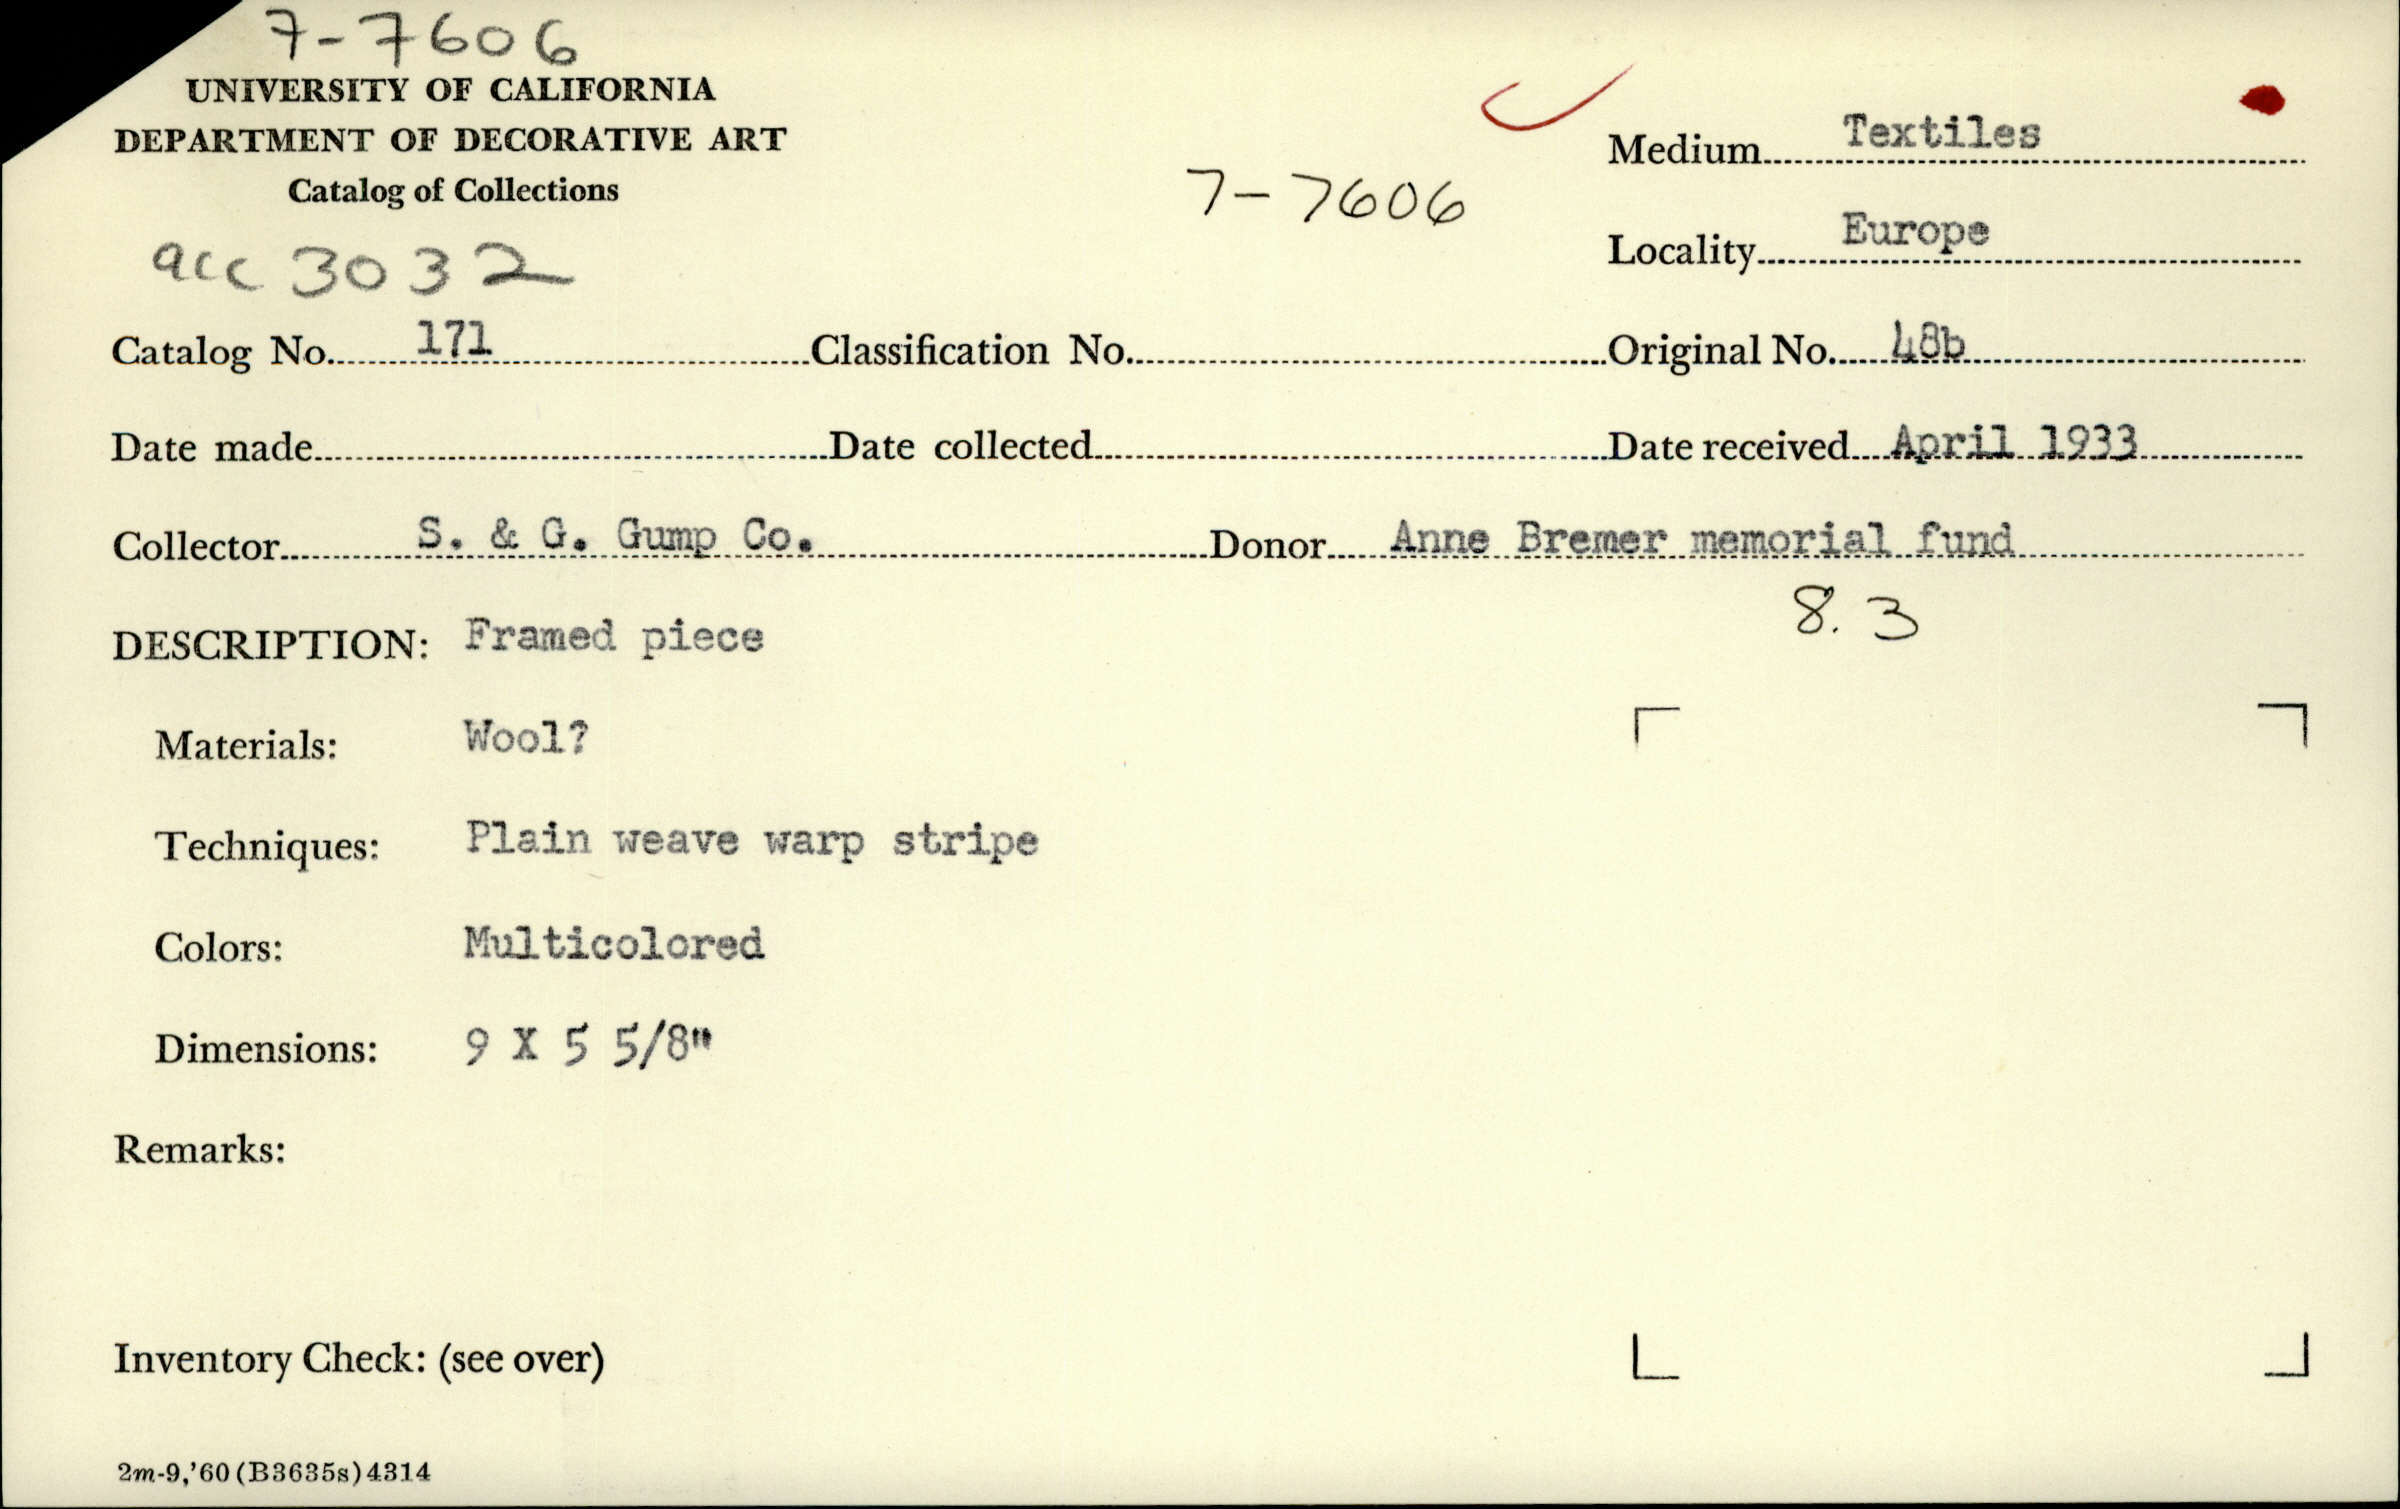 7-7606
UNIVERSITY OF CALIFORNIA
DEPARTMENT OF DECORATIVE ART
Catalog of Collections
acc 3032
7-7606
Medium Textiles
Locality Europe
Catalog No. 171 Classification No. Original No. 48b
Date made Date collected Date received April 1933
Collector S. & G. Gump Co. Donor Anne Bremer memorial fund
8.3
DESCRIPTION: Framed piece
Materials: Wool?
Techniques: Plain weave warp stripe
Colors: Multicolored
Dimensions: 9 X 5 5/8"
Remarks:
Inventory Check: (see over)
2m-9,'60(B3635s)4314